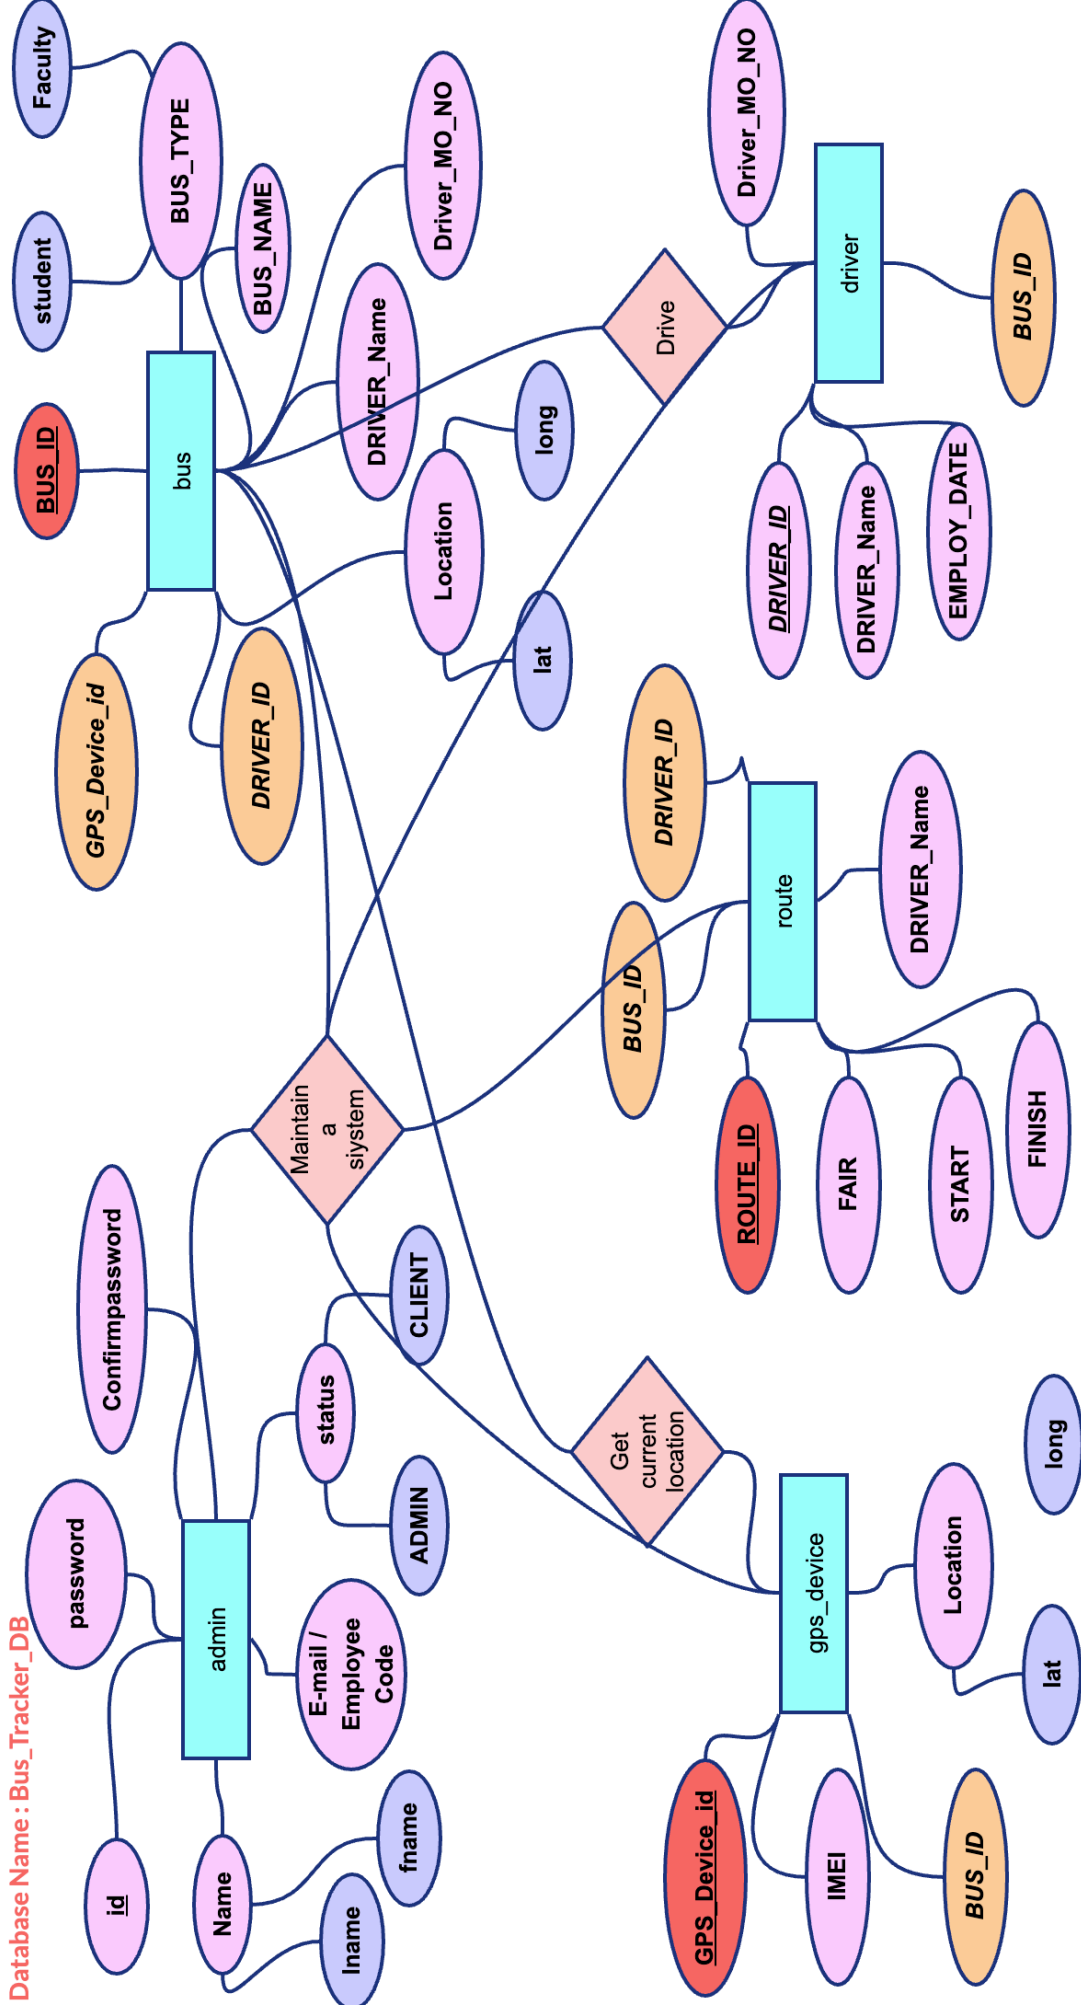 Database Name : Bus_Tracker_DB
id
password
Confirmpassword
Name
lname
fname
admin
E-mail /
Employee
Code
status
ADMIN
CLIENT
Maintain
a
siystem
GPS_Device_id
DRIVER_ID
BUS_ID
bus
student
Faculty
BUS_TYPE
BUS_NAME
DRIVER_Name
Driver_MO_NO
Location
lat
long
Get
current
location
Drive
GPS_Device_id
IMEI
BUS_ID
gps_device
Location
lat
long
BUS_ID
DRIVER_ID
route
ROUTE_ID
FAIR
START
FINISH
DRIVER_Name
Driver_MO_NO
driver
DRIVER_ID
DRIVER_Name
EMPLOY_DATE
BUS_ID